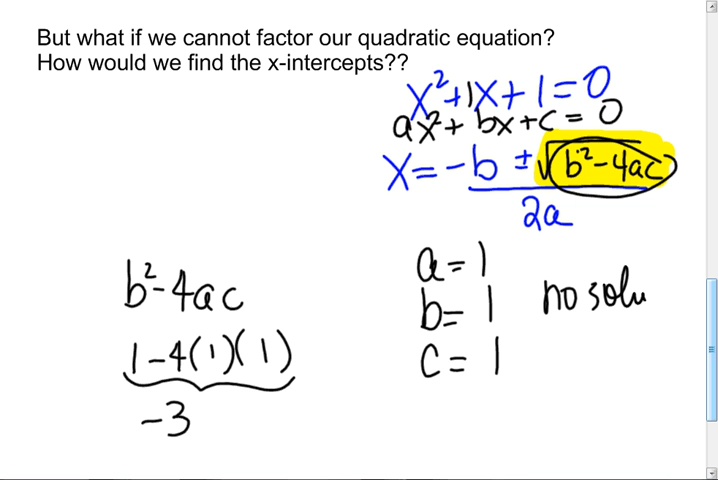 But what if we cannot factor our quadratic equation?
How would we find the x-intercepts??
x²+1x+1=0
ax²+bx+c=0
x=-b±√b²-4ac
2a
b²-4ac
1-4(1)(1)
-3
a=1
b=1
c=1
no solu